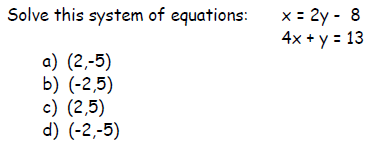 Solve this system of equations: x = 2y - 8
4x + y = 13
a) (2,-5)
b) (-2,5)
c) (2,5)
d) (-2,-5)